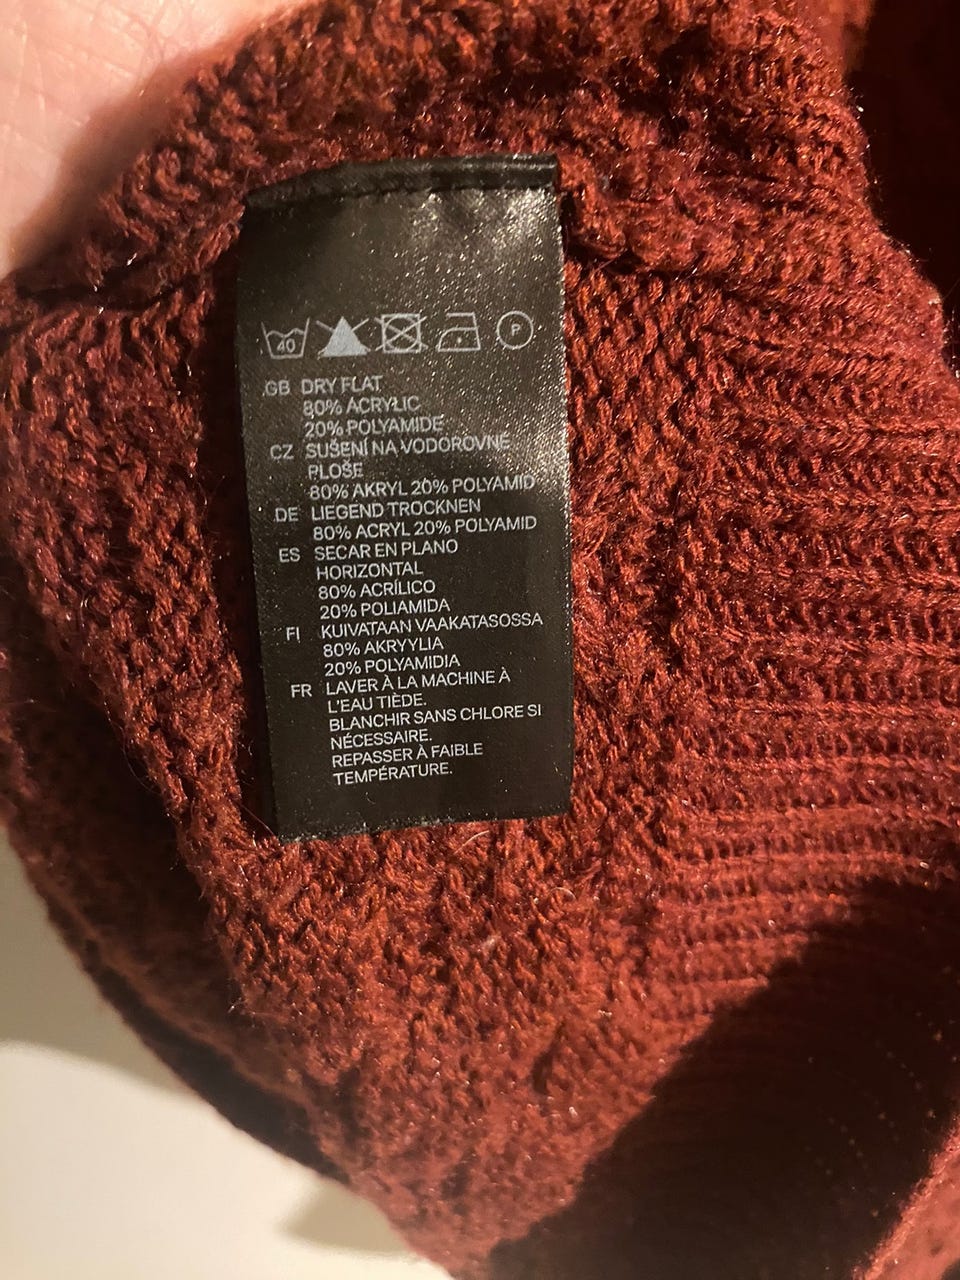 40 P
GB DRY FLAT
80% ACRYLIC
20% POLYAMIDE
CZ SUŠENÍ NA VODOROVNÉ
PLOŠE
80% AKRYL 20% POLYAMID
DE LIEGEND TROCKNEN
80% ACRYL 20% POLYAMID
ES SECAR EN PLANO
HORIZONTAL
80% ACRÍLICO
20% POLIAMIDA
FI KUIVATAAN VAAKATASOSSA
80% AKRYYLIA
20% POLYAMIDIA
FR LAVER À LA MACHINE À
L'EAU TIÈDE.
BLANCHIR SANS CHLORE SI
NÉCESSAIRE.
REPASSER À FAIBLE
TEMPÉRATURE.